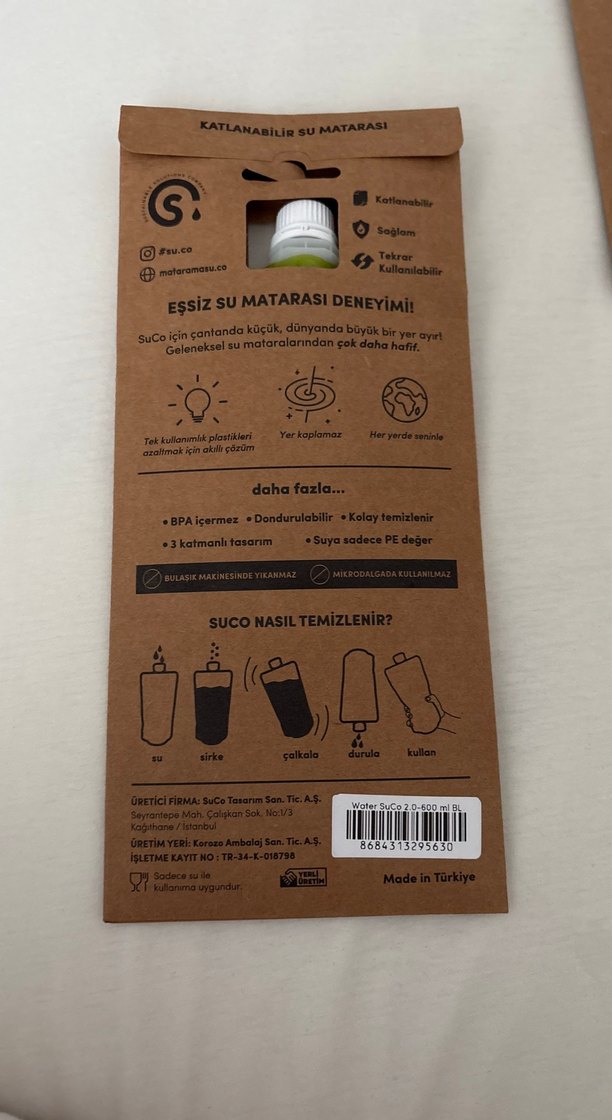 KATLANABİLİR SU MATARASI
SUSTAINABLE SOLUTIONS COMPANY
S
#su.co
mataramasu.co
Katlanabilir
Sağlam
Tekrar
Kullanılabilir
EŞSİZ SU MATARASI DENEYİMİ!
SuCo için çantanda küçük, dünyanda büyük bir yer ayır!
Geleneksel su mataralarından çok daha hafif.
Tek kullanımlık plastikleri
azaltmak için akıllı çözüm
Yer kaplamaz
Her yerde seninle
daha fazla...
• BPA içermez • Dondurulabilir • Kolay temizlenir
• 3 katmanlı tasarım • Suya sadece PE değer
BULAŞIK MAKİNESİNDE YIKANMAZ MİKRODALGADA KULLANILMAZ
SUCO NASIL TEMİZLENİR?
su sirke çalkala durula kullan
ÜRETİCİ FİRMA: SuCo Tasarım San. Tic. A.Ş.
Seyrantepe Mah. Çalışkan Sok. No:1/3
Kağıthane / İstanbul
ÜRETİM YERİ: Korozo Ambalaj San. Tic. A.Ş.
İŞLETME KAYIT NO : TR-34-K-018798
Sadece su ile
kullanıma uygundur.
YERLİ
ÜRETİM
Water SuCo 2.0-600 ml BL
8684313295630
Made in Türkiye